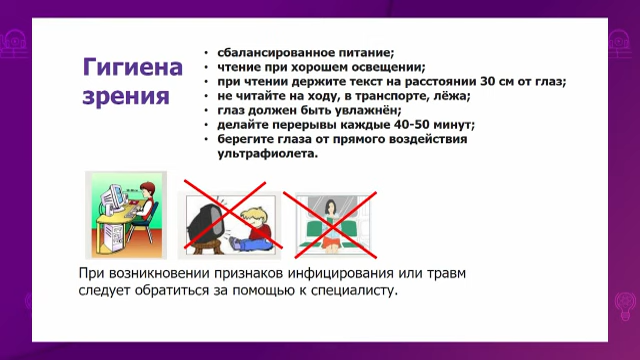 Гигиена
зрения
• сбалансированное питание;
• чтение при хорошем освещении;
• при чтении держите текст на расстоянии 30 см от глаз;
• не читайте на ходу, в транспорте, лёжа;
• глаз должен быть увлажнён;
• делайте перерывы каждые 40-50 минут;
• берегите глаза от прямого воздействия
ультрафиолета.
При возникновении признаков инфицирования или травм
следует обратиться за помощью к специалисту.